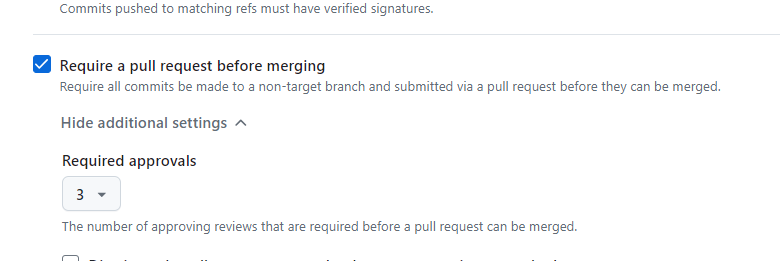 Commits pushed to matching refs must have verified signatures.
Require a pull request before merging
Require all commits be made to a non-target branch and submitted via a pull request before they can be merged.
Hide additional settings
Required approvals
3
The number of approving reviews that are required before a pull request can be merged.